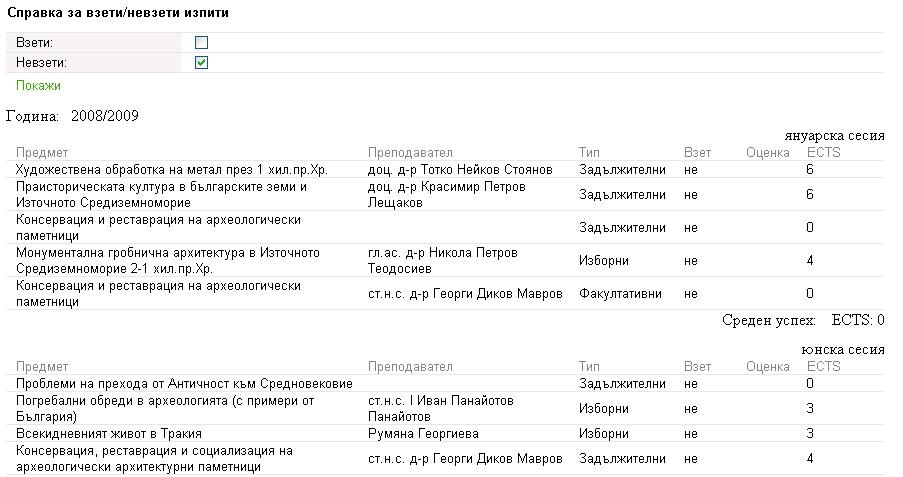 Справка за взети/невзети изпити
Взети:
Невзети:
Покажи
Година: 2008/2009
януарска сесия
Предмет Преподавател Тип Взет Оценка ECTS
Художествена обработка на метал през 1 хил.пр.Хр. доц. д-р Тотко Нейков Стоянов Задължителни не 6
Праисторическата култура в българските земи и Източното Средиземноморие доц. д-р Красимир Петров Лещаков Задължителни не 6
Консервация и реставрация на археологически паметници Задължителни не 0
Монументална гробнична архитектура в Източното Средиземноморие 2-1 хил.пр.Хр. гл.ас. д-р Никола Петров Теодосиев Изборни не 4
Консервация и реставрация на археологически паметници ст.н.с. д-р Георги Диков Мавров Факултативни не 0
Среден успех: ECTS: 0
юнска сесия
Предмет Преподавател Тип Взет Оценка ECTS
Проблеми на прехода от Античност към Средновековие Задължителни не 0
Погребални обреди в археологията (с примери от България) ст.н.с. I Иван Панайотов Панайотов Изборни не 3
Всекидневният живот в Тракия Румяна Георгиева Изборни не 3
Консервация, реставрация и социализация на археологически архитектурни паметници ст.н.с. д-р Георги Диков Мавров Задължителни не 4